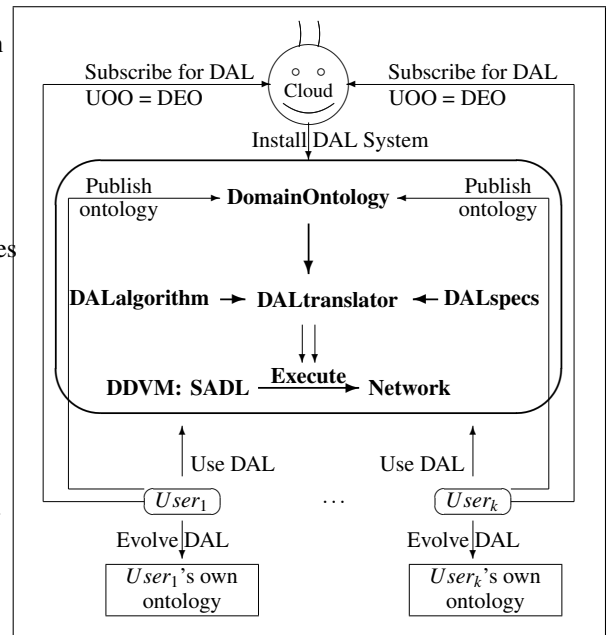 n
Subscribe for DAL
UOO = DEO
Cloud
Subscribe for DAL
UOO = DEO
Install DAL System
Publish
ontology
DomainOntology
Publish
ontology
es
DALalgorithm
DALtranslator
DALspecs
Execute
DDVM: SADL
Network
Use DAL
Use DAL
User1
...
Userk
Evolve DAL
Evolve DAL
User1's own
ontology
Userk's own
ontology